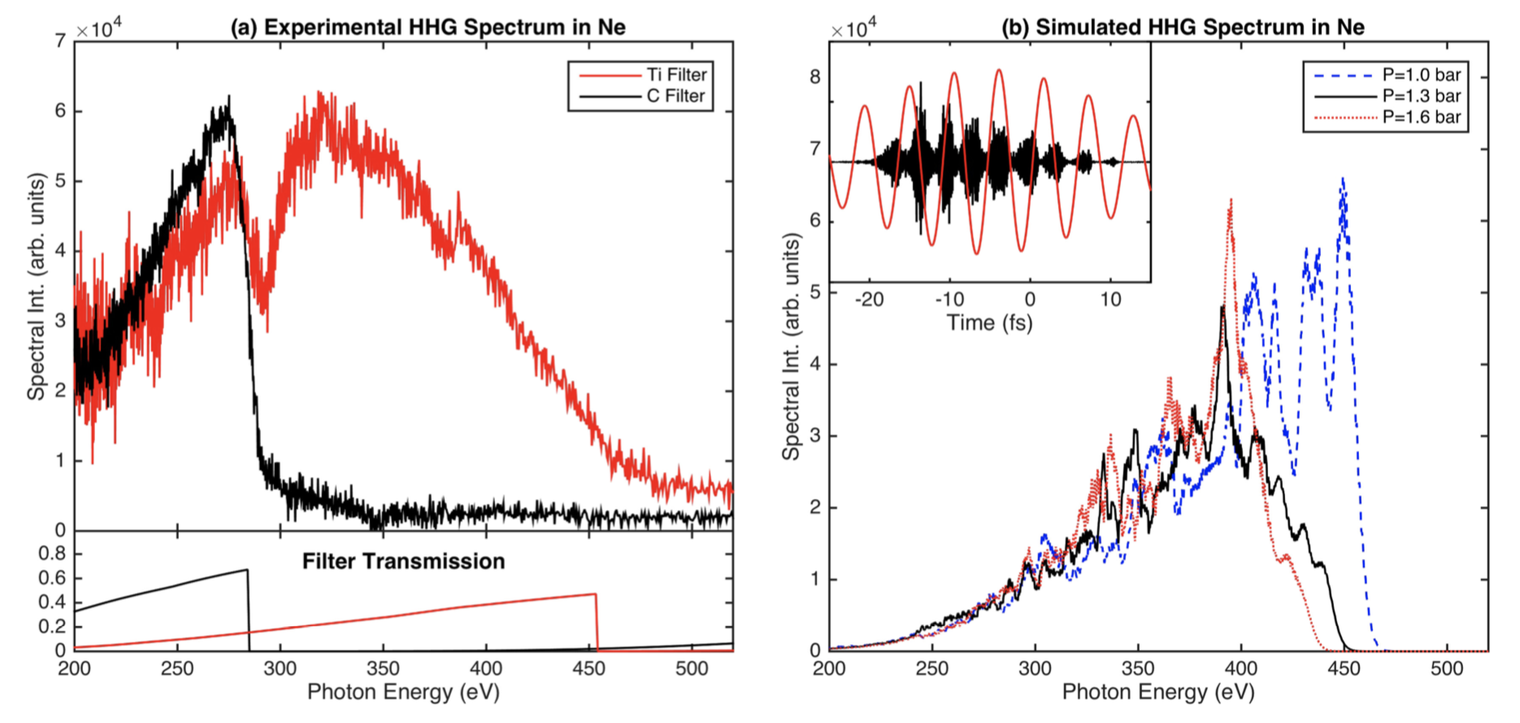 (a) Experimental HHG Spectrum in Ne
×10⁴
7
6
5
4
3
2
1
0
Spectral Int. (arb. units)
Ti Filter
C Filter
Filter Transmission
0.8
0.6
0.4
0.2
0
200 250 300 350 400 450 500
Photon Energy (eV)
(b) Simulated HHG Spectrum in Ne
×10⁴
8
7
6
5
4
3
2
1
0
Spectral Int. (arb. units)
P=1.0 bar
P=1.3 bar
P=1.6 bar
-20 -10 0 10
Time (fs)
200 250 300 350 400 450 500
Photon Energy (eV)